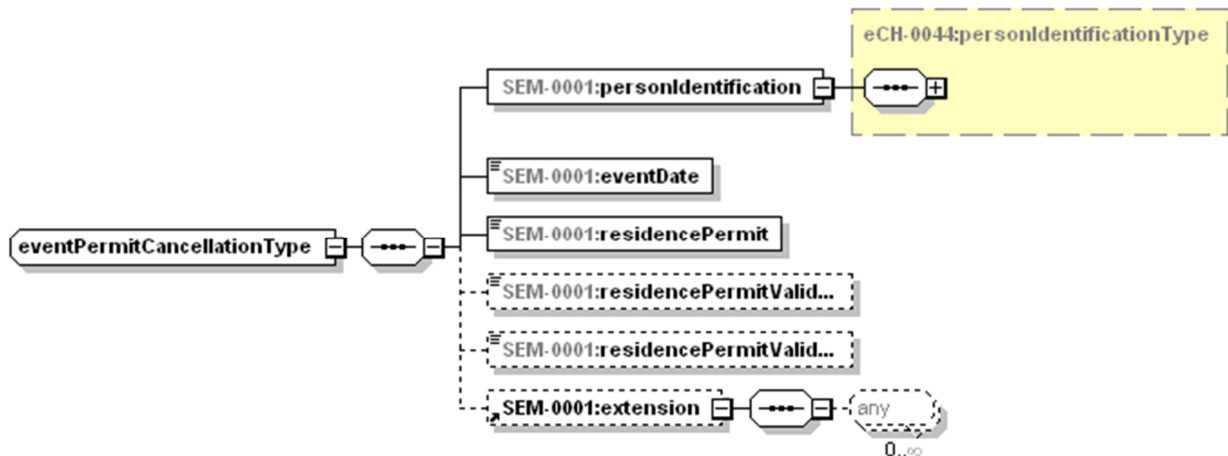 eCH-0044:personIdentificationType
SEM-0001:personIdentification
SEM-0001:eventDate
eventPermitCancellationType
SEM-0001:residencePermit
SEM-0001:residencePermitValid...
SEM-0001:residencePermitValid...
SEM-0001:extension
any
0..∞